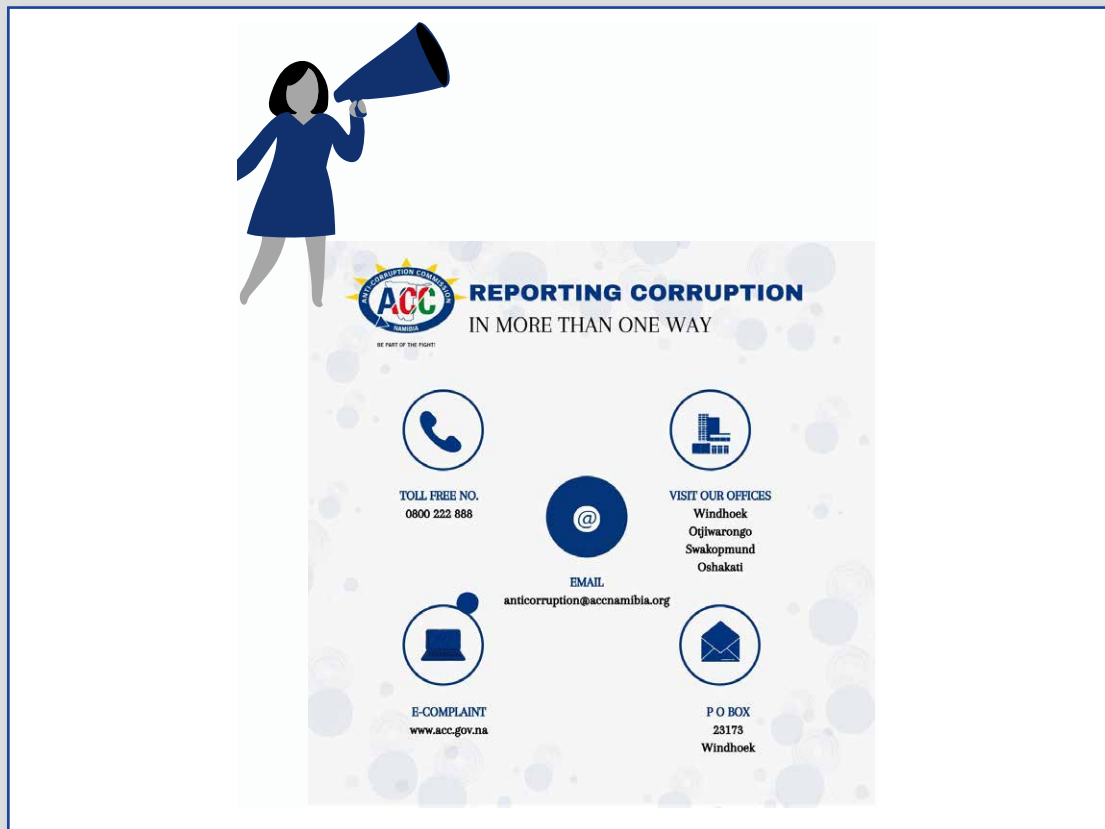 ANTI-CORRUPTION COMMISSION
ACC
NAMIBIA
BE PART OF THE FIGHT!
REPORTING CORRUPTION
IN MORE THAN ONE WAY
TOLL FREE NO.
0800 222 888
VISIT OUR OFFICES
Windhoek
Otjiwarongo
Swakopmund
Oshakati
@
EMAIL
anticorruption@accnamibia.org
E-COMPLAINT
www.acc.gov.na
P O BOX
23173
Windhoek